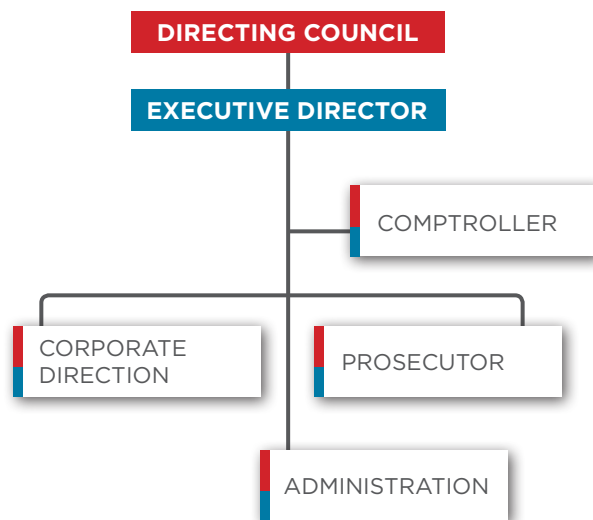 DIRECTING COUNCIL
EXECUTIVE DIRECTOR
COMPTROLLER
CORPORATE
DIRECTION
PROSECUTOR
ADMINISTRATION